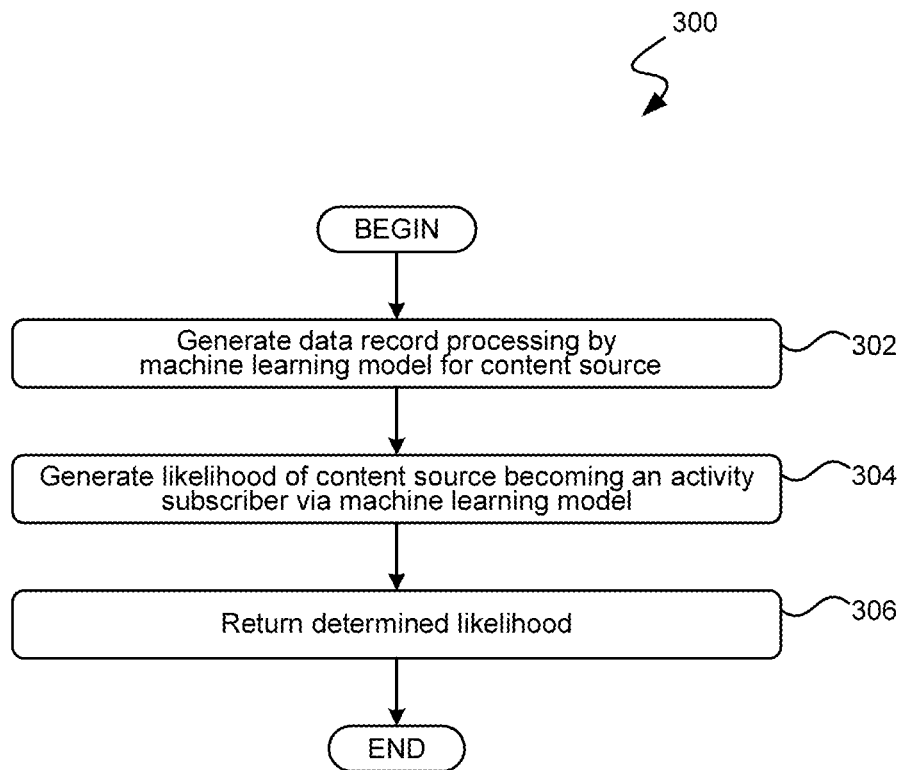 300
BEGIN
Generate data record processing by
machine learning model for content source
302
Generate likelihood of content source becoming an activity
subscriber via machine learning model
304
Return determined likelihood
306
END